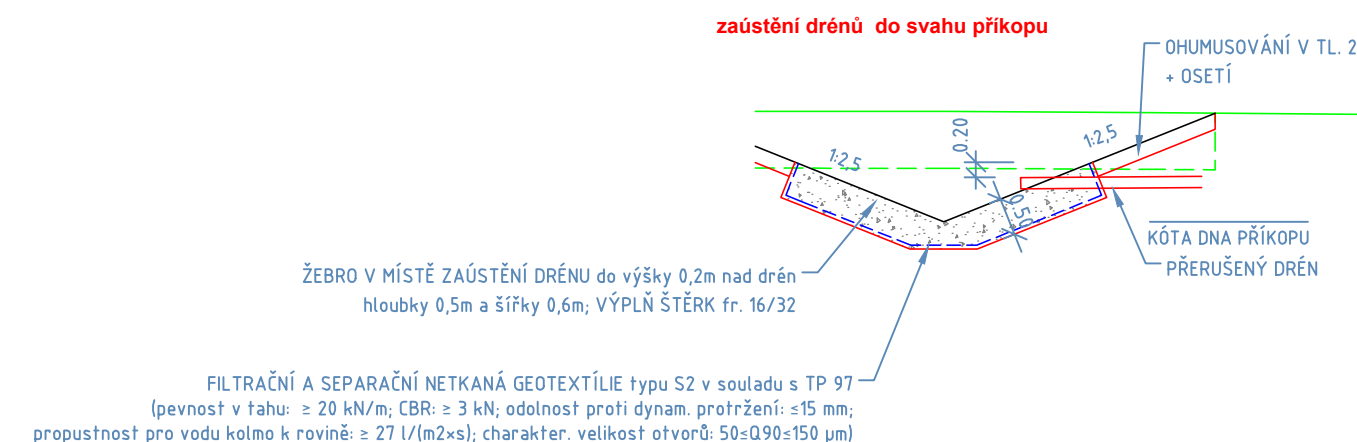 zaústění drénů do svahu příkopu
OHUMUSOVÁNÍ V TL. 2
+ OSETÍ
1:2,5
0.20
1:2,5
0.50
KÓTA DNA PŘÍKOPU
PŘERUŠENÝ DRÉN
ŽEBRO V MÍSTĚ ZAÚSTĚNÍ DRÉNU do výšky 0,2m nad drén
hloubky 0,5m a šířky 0,6m; VÝPLŇ ŠTĚRK fr. 16/32
FILTRAČNÍ A SEPARAČNÍ NETKANÁ GEOTEXTÍLIE typu S2 v souladu s TP 97
(pevnost v tahu: ≥ 20 kN/m; CBR: ≥ 3 kN; odolnost proti dynam. protržení: ≤15 mm;
propustnost pro vodu kolmo k rovině: ≥ 27 l/(m2×s); charakter. velikost otvorů: 50≤Q90≤150 µm)